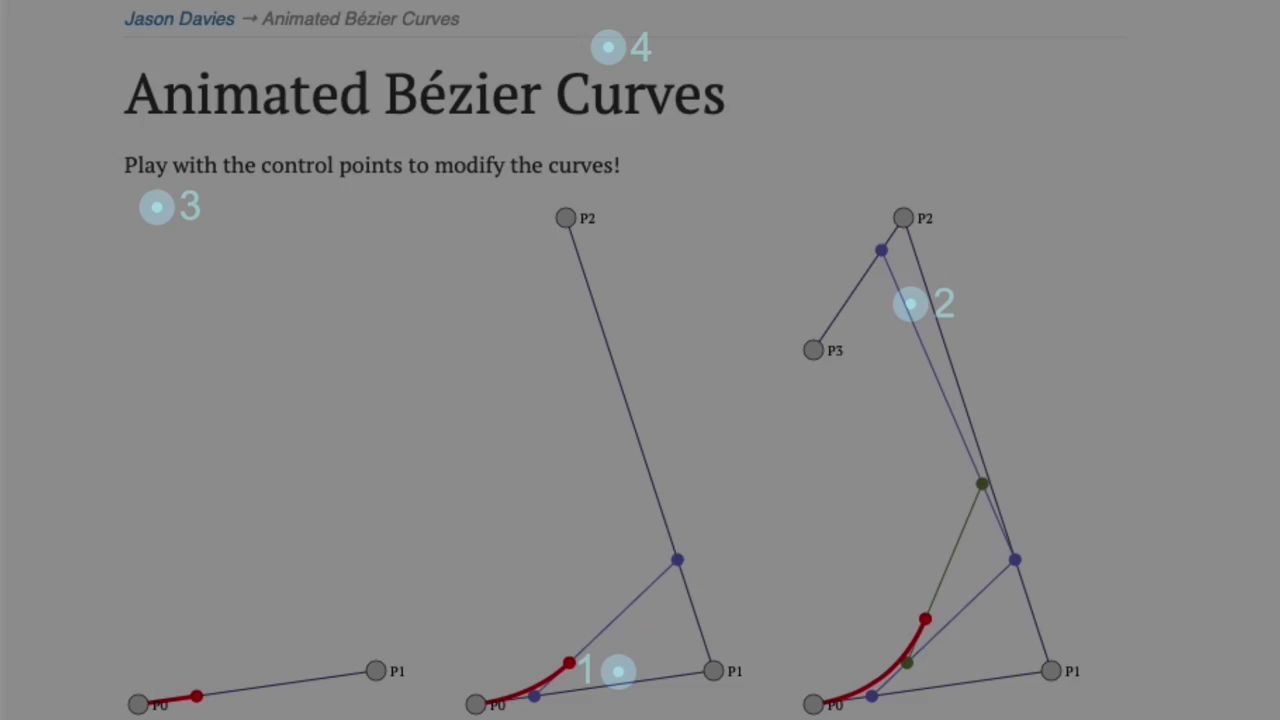 Jason Davies → Animated Bézier Curves
4
Animated Bézier Curves
Play with the control points to modify the curves!
3
P2
P2
2
P3
P1
1
P1
P1
P0
P0
P0